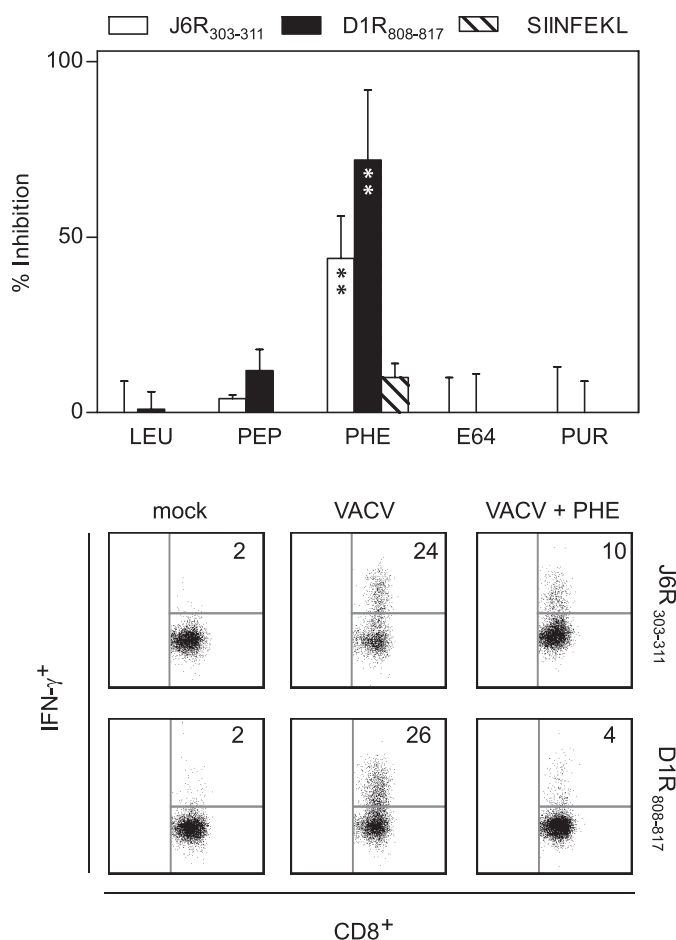 J6R303-311 D1R808-817 SIINFEKL
100
50
0
% Inhibition
**
**
LEU PEP PHE E64 PUR
mock VACV VACV + PHE
2 24 10
J6R303-311
2 26 4
D1R808-817
IFN-γ+
CD8+